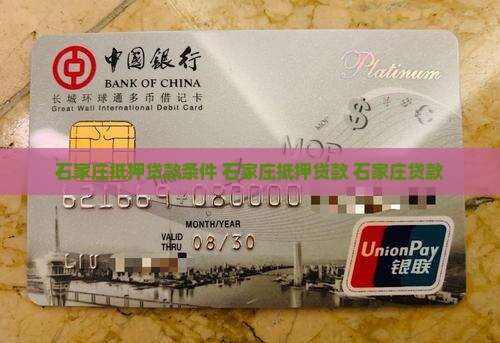 中国银行
BANK OF CHINA
长城环球通多币借记卡
Great Wall International Debit Card
Platinum
MOP
石家庄抵押贷款条件 石家庄抵押贷款 石家庄贷款
MONTH/YEAR
VALID
THRU 08/30
UnionPay
银联